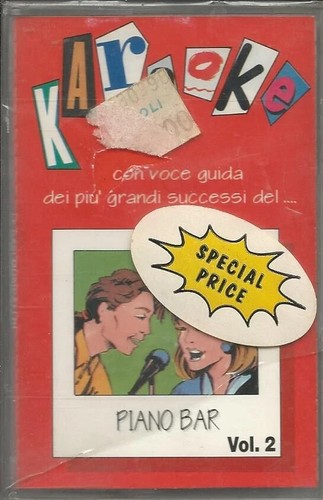 KARaoKe
con voce guida
dei più grandi successi del ....
SPECIAL
PRICE
PIANO BAR
Vol. 2